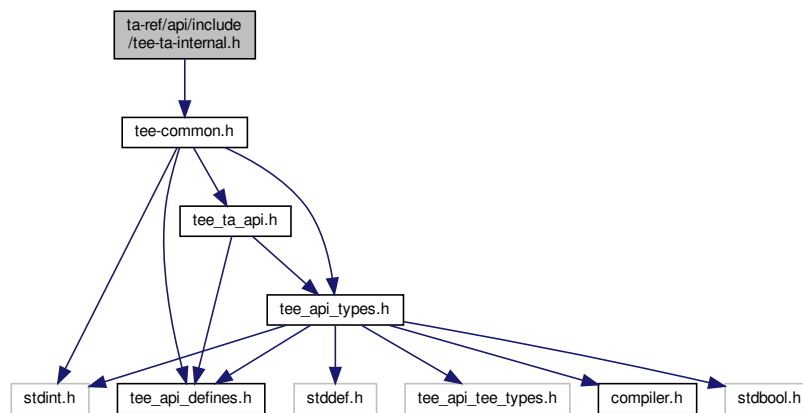 ta-ref/api/include
/tee-ta-internal.h
tee-common.h
tee_ta_api.h
tee_api_types.h
stdint.h
tee_api_defines.h
stddef.h
tee_api_tee_types.h
compiler.h
stdbool.h